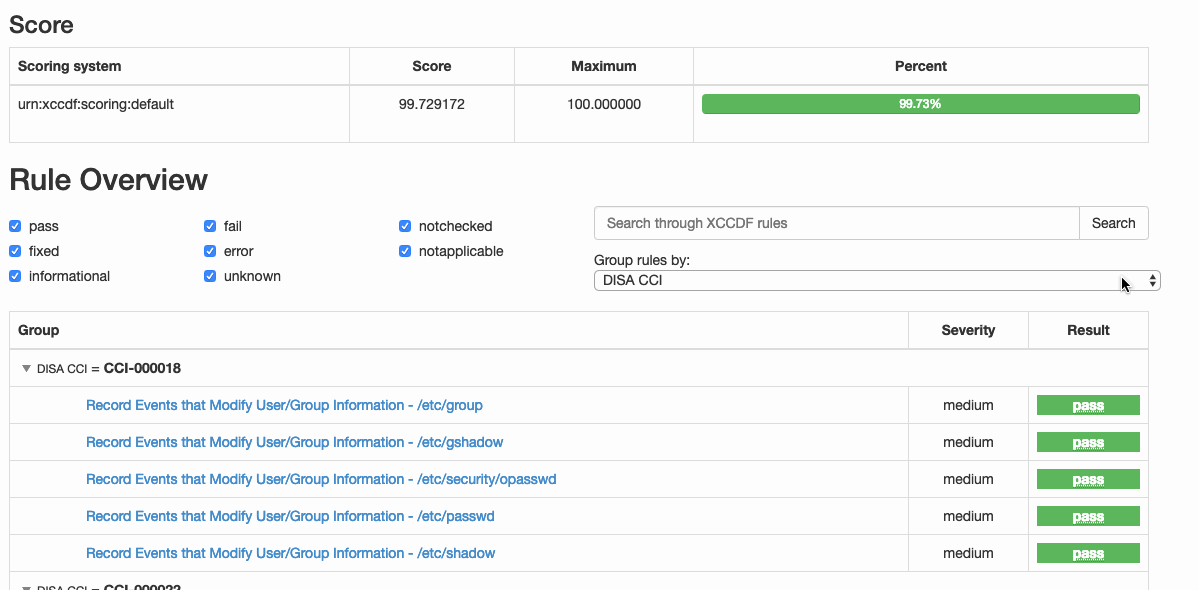 Score
Scoring system Score Maximum Percent
urn:xccdf:scoring:default 99.729172 100.000000 99.73%
Rule Overview
pass fail notchecked
fixed error notapplicable
informational unknown
Search through XCCDF rules Search
Group rules by:
DISA CCI
Group Severity Result
DISA CCI = CCI-000018
Record Events that Modify User/Group Information - /etc/group medium pass
Record Events that Modify User/Group Information - /etc/gshadow medium pass
Record Events that Modify User/Group Information - /etc/security/opasswd medium pass
Record Events that Modify User/Group Information - /etc/passwd medium pass
Record Events that Modify User/Group Information - /etc/shadow medium pass
DISA CCI = CCI-000022